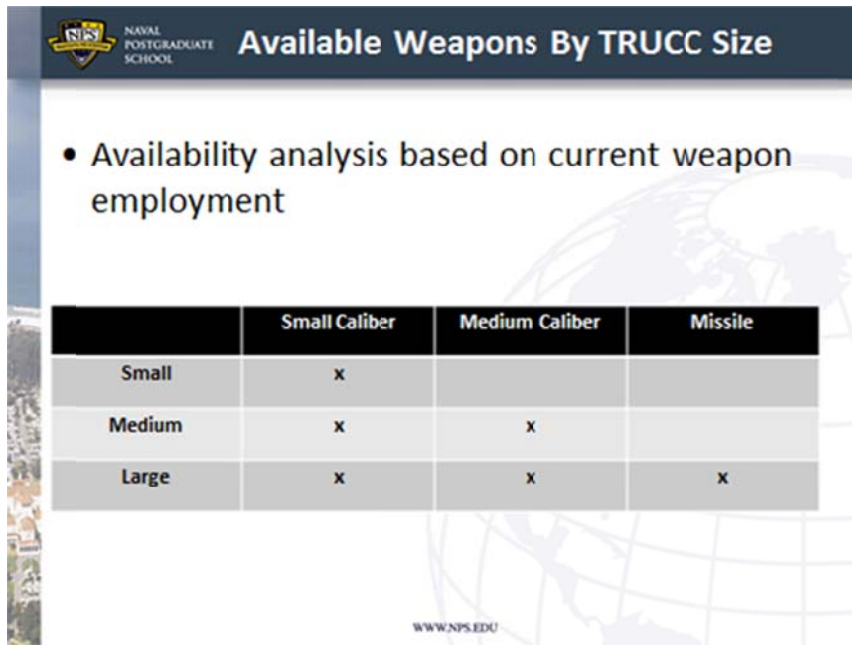 NPS
NAVAL
POSTGRADUATE
SCHOOL
Available Weapons By TRUCC Size
• Availability analysis based on current weapon
employment
Small Caliber Medium Caliber Missile
Small x
Medium x x
Large x x x
WWW.NPS.EDU